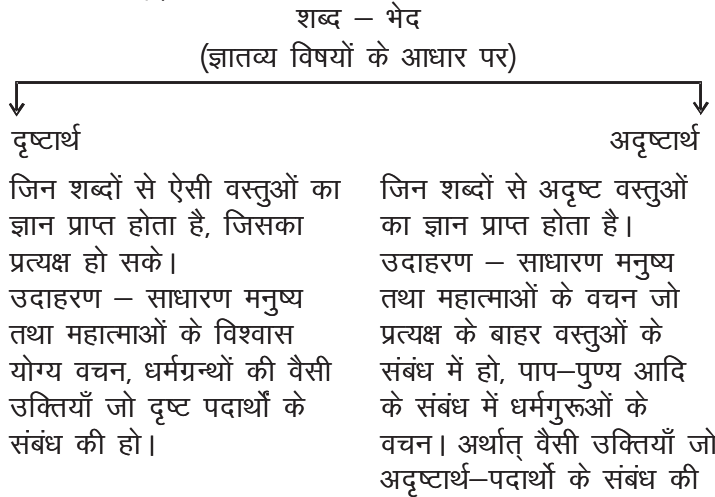 शब्द – भेद
(ज्ञातव्य विषयों के आधार पर)
दृष्टार्थ
जिन शब्दों से ऐसी वस्तुओं का
ज्ञान प्राप्त होता है, जिसका
प्रत्यक्ष हो सके।
उदाहरण – साधारण मनुष्य
तथा महात्माओं के विश्वास
योग्य वचन, धर्मग्रन्थों की वैसी
उक्तियाँ जो दृष्ट पदार्थों के
संबंध की हो।
अदृष्टार्थ
जिन शब्दों से अदृष्ट वस्तुओं
का ज्ञान प्राप्त होता है।
उदाहरण – साधारण मनुष्य
तथा महात्माओं के वचन जो
प्रत्यक्ष के बाहर वस्तुओं के
संबंध में हो, पाप–पुण्य आदि
के संबंध में धर्मगुरूओं के
वचन। अर्थात् वैसी उक्तियाँ जो
अदृष्टार्थ–पदार्थो के संबंध की